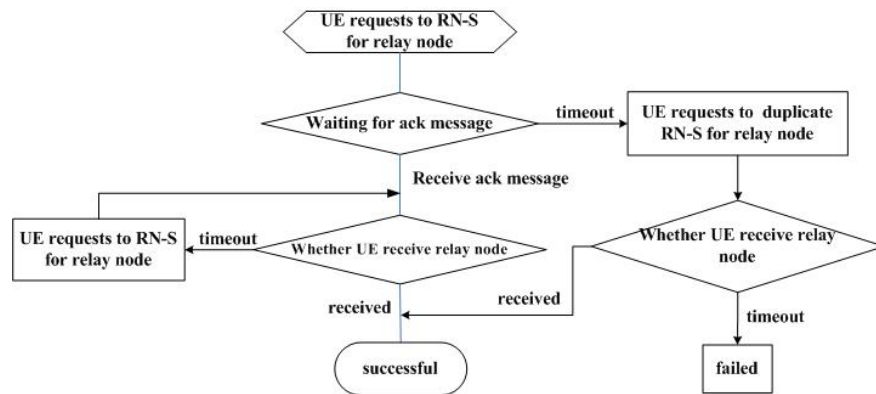 UE requests to RN-S
for relay node
Waiting for ack message
timeout
UE requests to duplicate
RN-S for relay node
Receive ack message
UE requests to RN-S
for relay node
timeout
Whether UE receive relay node
Whether UE receive relay
node
received
received
timeout
successful
failed